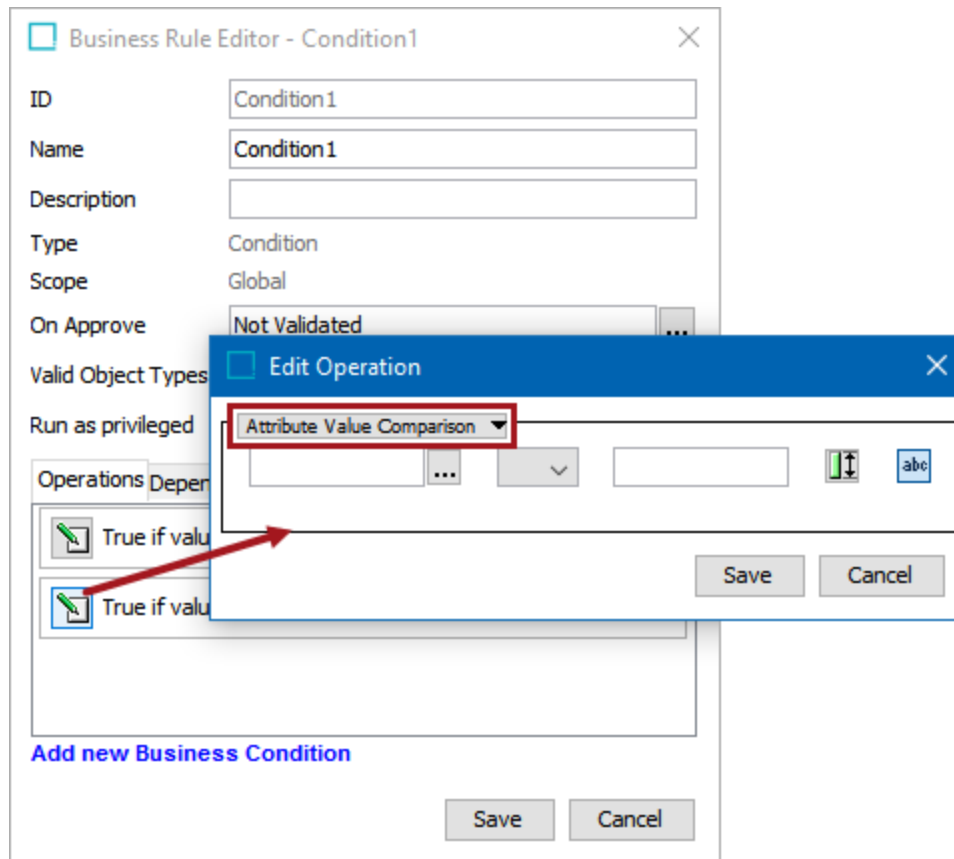 Business Rule Editor - Condition1
ID Condition1
Name Condition1
Description
Type Condition
Scope Global
On Approve Not Validated ...
Valid Object Types
Run as privileged
Edit Operation
Attribute Value Comparison
... abc
Save Cancel
Operations Depen
True if valu
True if valu
Add new Business Condition
Save Cancel